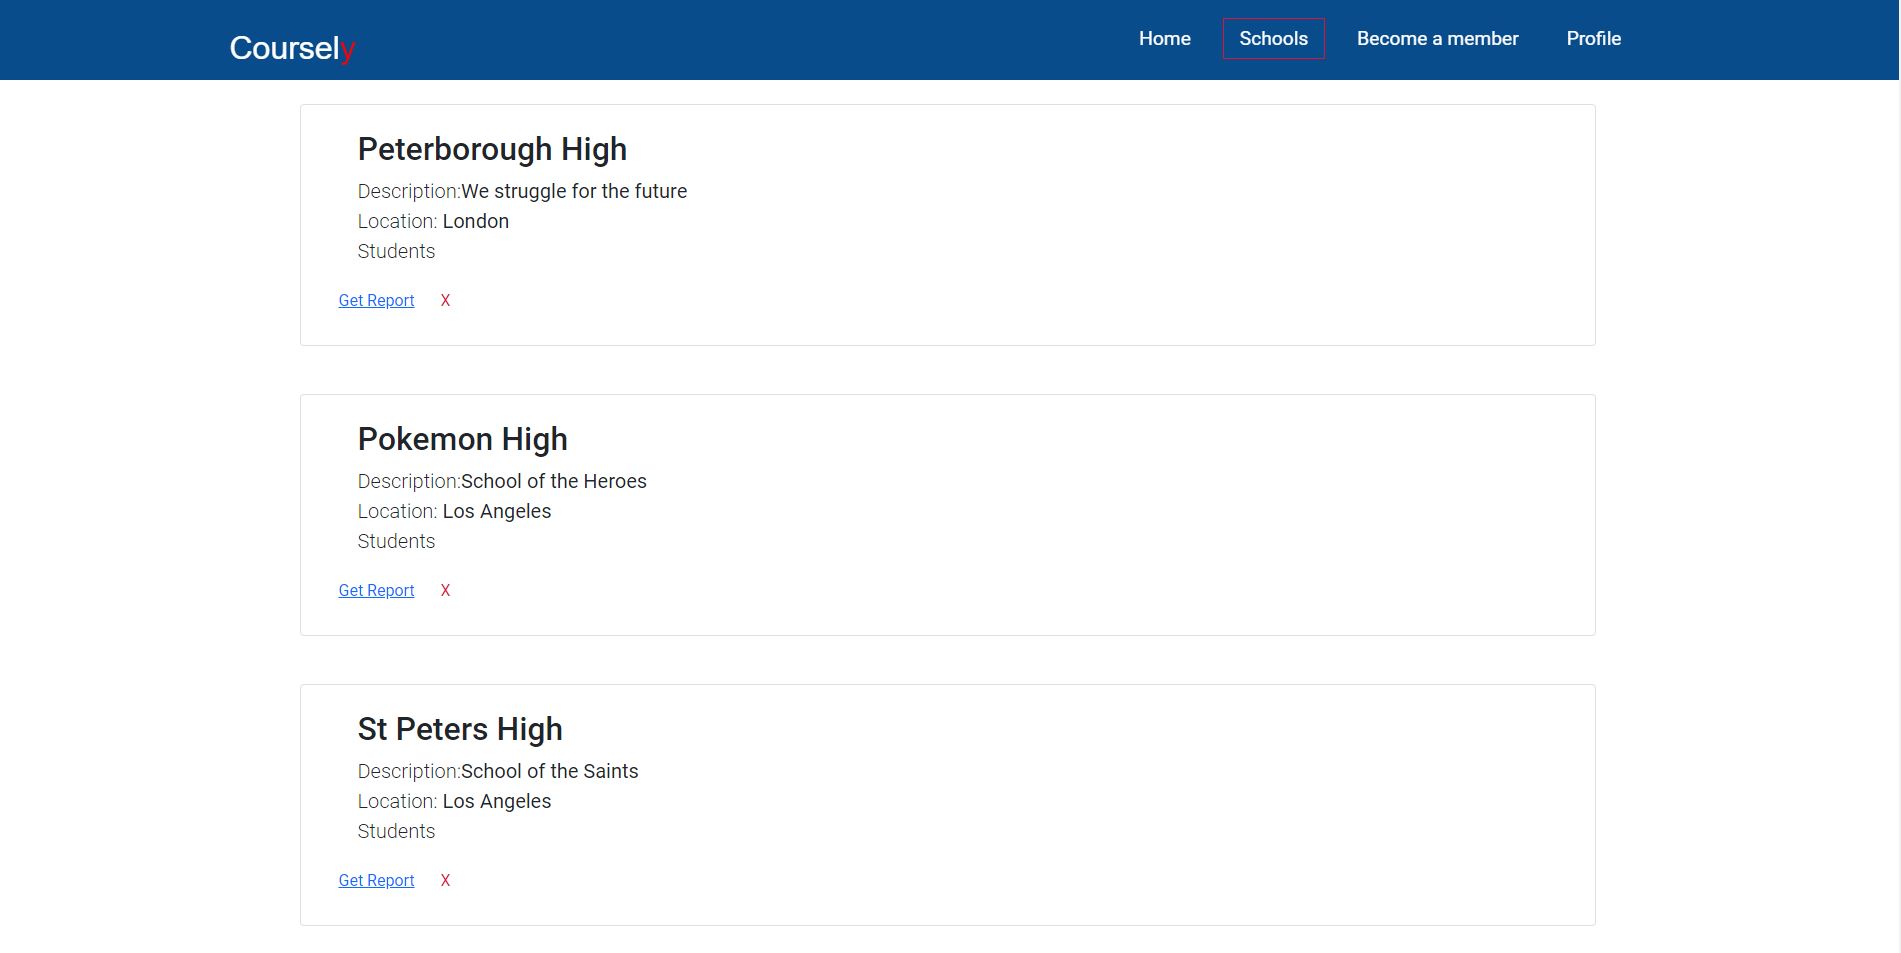 Coursely
Home Schools Become a member Profile
Peterborough High
Description:We struggle for the future
Location: London
Students
Get Report X
Pokemon High
Description:School of the Heroes
Location: Los Angeles
Students
Get Report X
St Peters High
Description:School of the Saints
Location: Los Angeles
Students
Get Report X